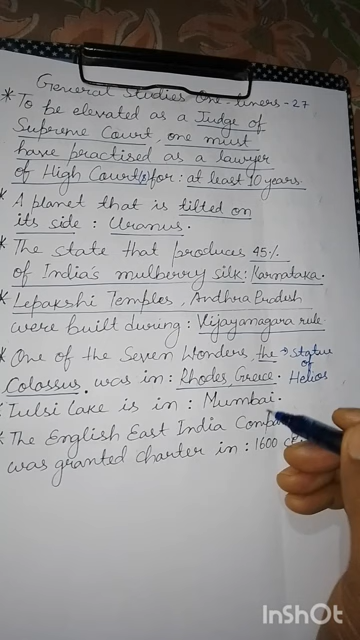 General Studies One-liners-27
* To be elevated as a Judge of
Supreme Court, one must
have practised as a lawyer
of High Court(s) for: at least 10 years.
* A planet that is tilted on
its side : Uranus.
* The state that produces 45%
of India's mulberry silk: Karnataka.
* Lepakshi Temples, Andhra Pradesh
were built during: Vijayanagara rule
* One of the Seven Wonders, the → statue
of
Colossus was in : Rhodes, Greece. Helios
* Tulsi Lake is in : Mumbai.
* The English East India
was granted charter in : 1600
InShOt